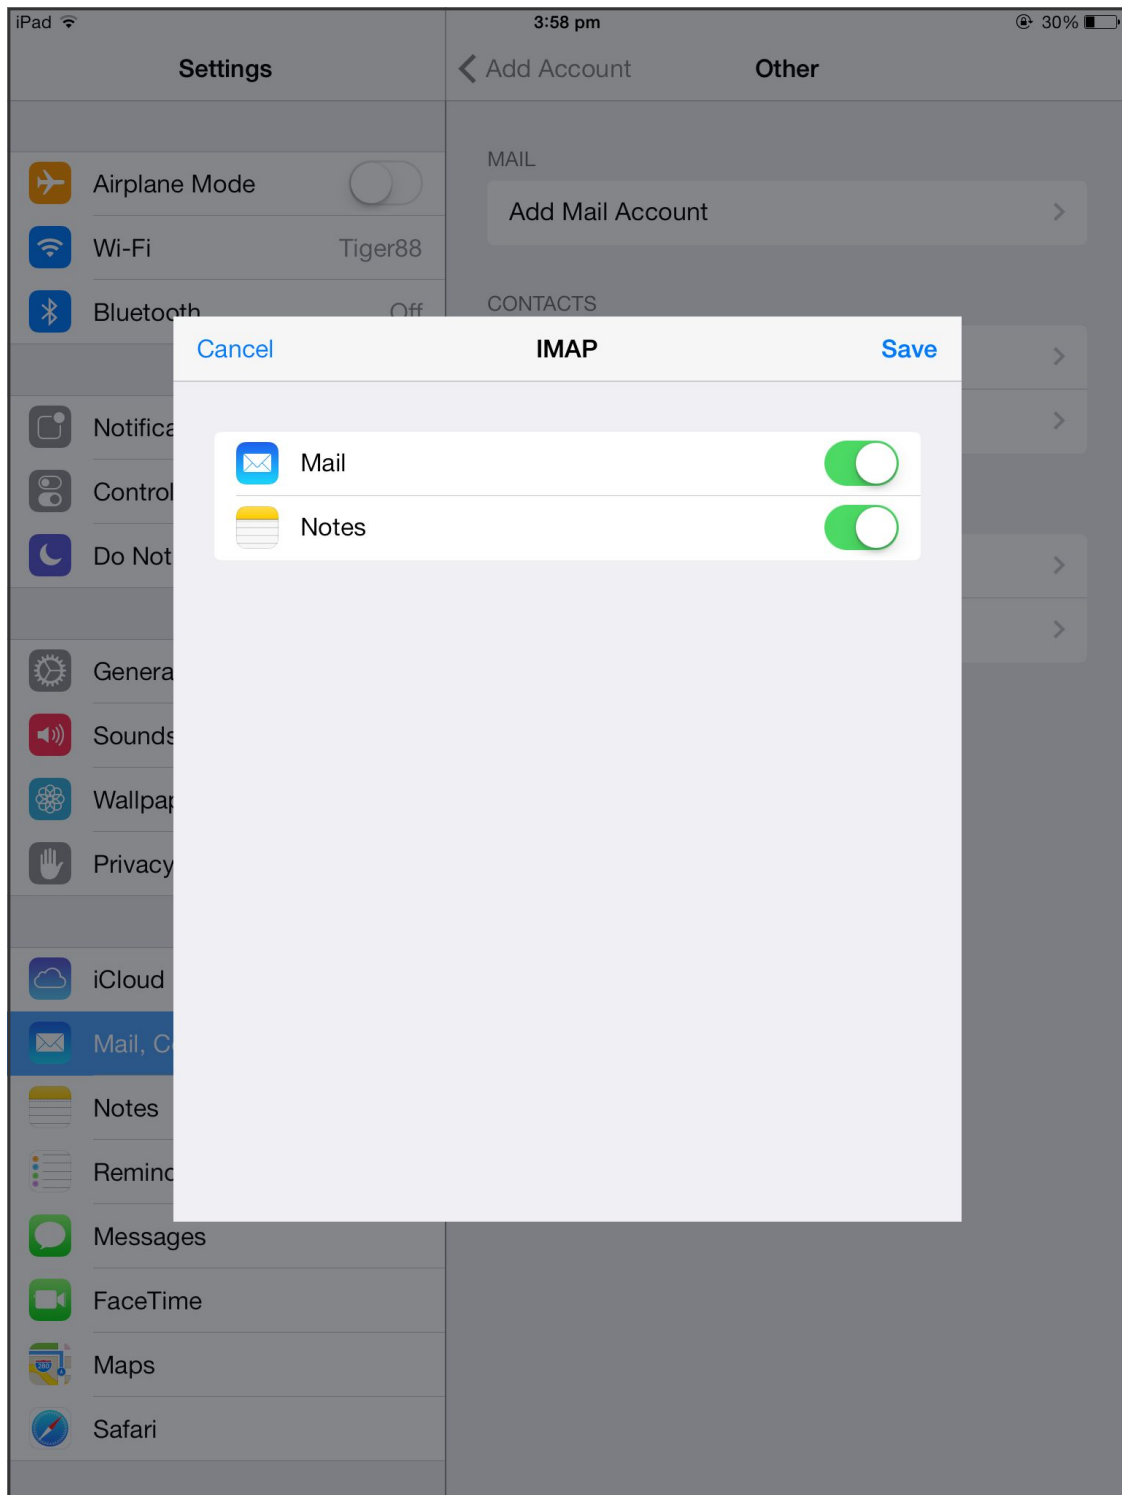 iPad 3:58 pm 30%
Settings
Add Account Other
Airplane Mode
Wi-Fi Tiger88
Bluetooth Off
MAIL
Add Mail Account
CONTACTS
Cancel IMAP Save
Mail
Notes
Notifica
Control
Do Not
Genera
Sounds
Wallpap
Privacy
iCloud
Mail, C
Notes
Remind
Messages
FaceTime
Maps
Safari